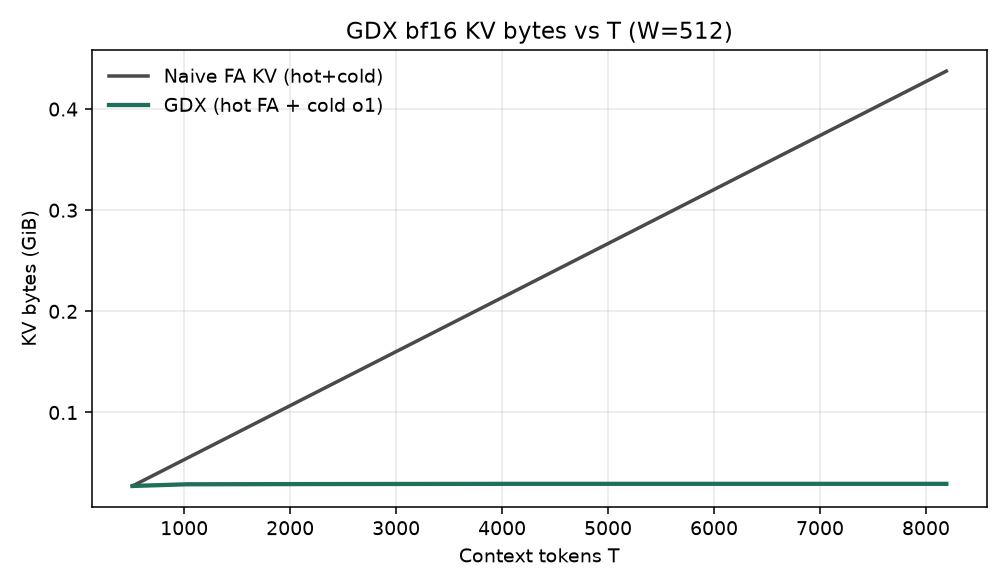 GDX bf16 KV bytes vs T (W=512)
Naive FA KV (hot+cold)
GDX (hot FA + cold o1)
KV bytes (GiB)
0.4
0.3
0.2
0.1
1000 2000 3000 4000 5000 6000 7000 8000
Context tokens T